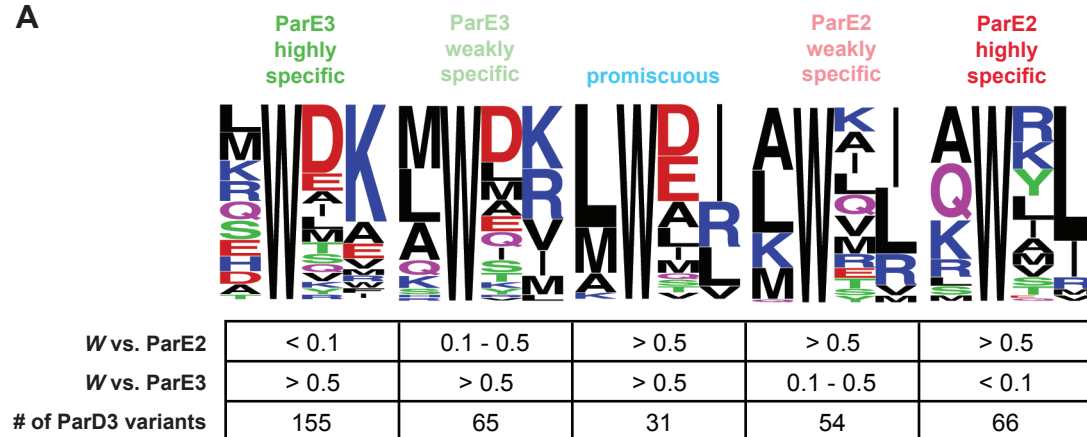 A
ParE3 highly specific
ParE3 weakly specific
promiscuous
ParE2 weakly specific
ParE2 highly specific
L W D K M W D K L W D I A W K I A W R L
M E L R E A Q K
K A M M A I L Y
R I A A L K L
Q L E V R Q R
S M A Q I L V L I
E T A Q M L K M L A
H S Q I L R R M
D Q E S A M Q M E R L V I
A V V K M K S V T S T R
W vs. ParE2 < 0.1 0.1 - 0.5 > 0.5 > 0.5 > 0.5
W vs. ParE3 > 0.5 > 0.5 > 0.5 0.1 - 0.5 < 0.1
# of ParD3 variants 155 65 31 54 66